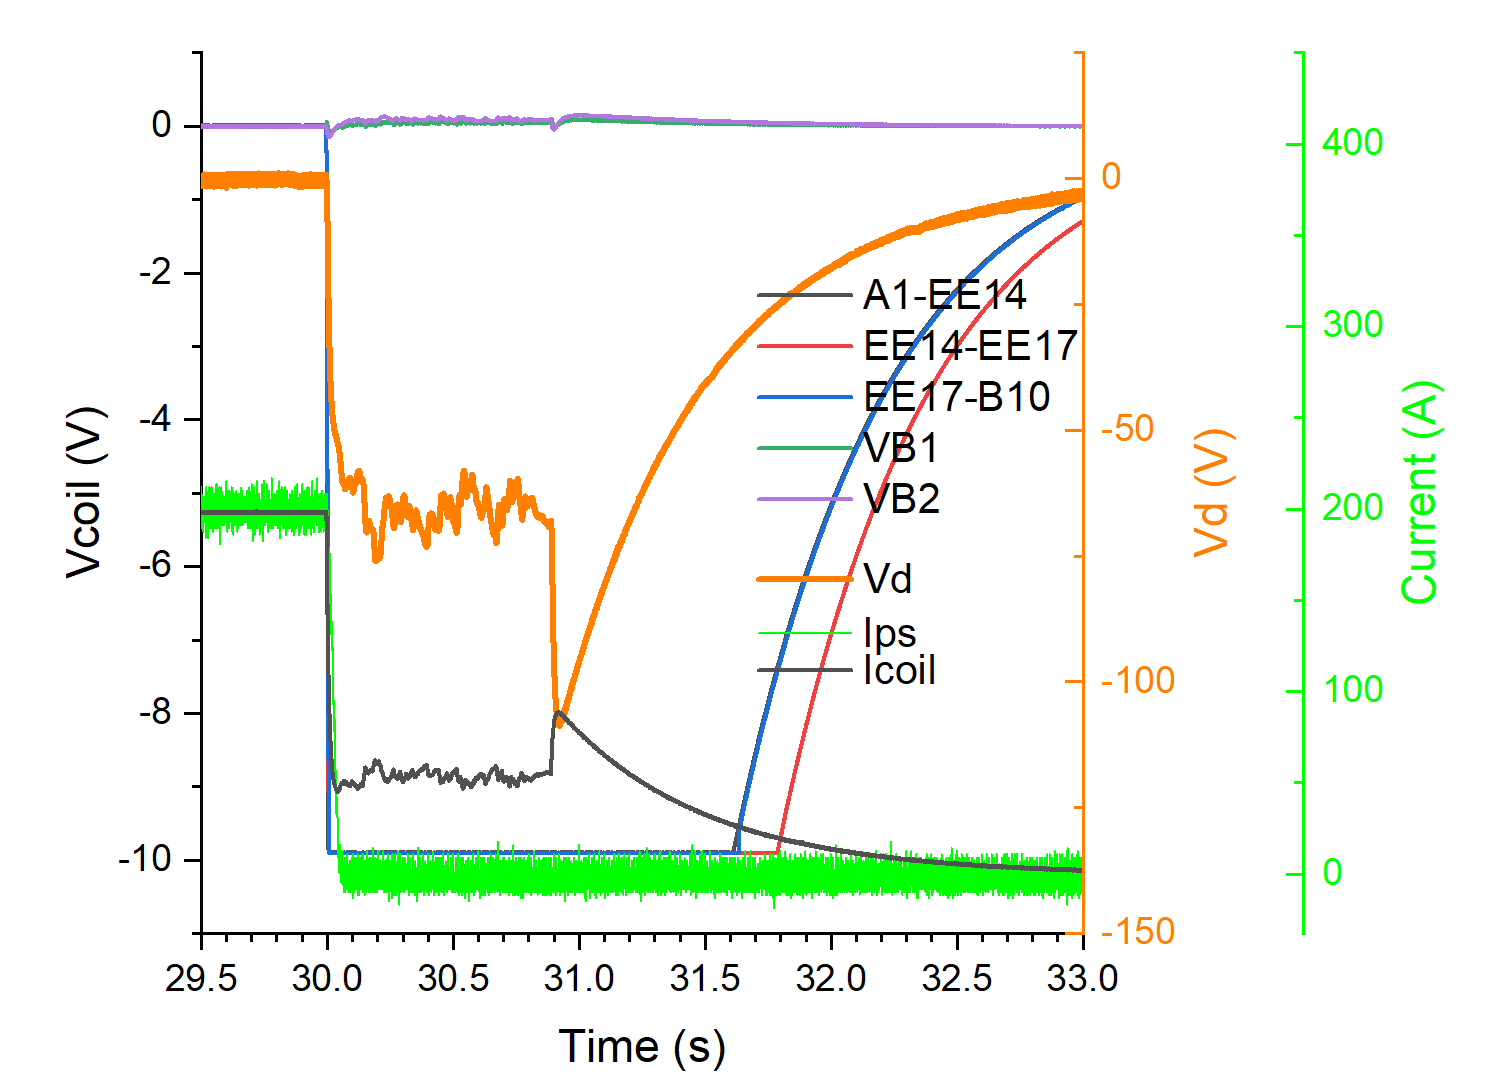 Vcoil (V)
0
-2
-4
-6
-8
-10
29.5 30.0 30.5 31.0 31.5 32.0 32.5 33.0
Time (s)
A1-EE14
EE14-EE17
EE17-B10
VB1
VB2
Vd
Ips
Icoil
0
-50
-100
-150
Vd (V)
400
300
200
100
0
Current (A)